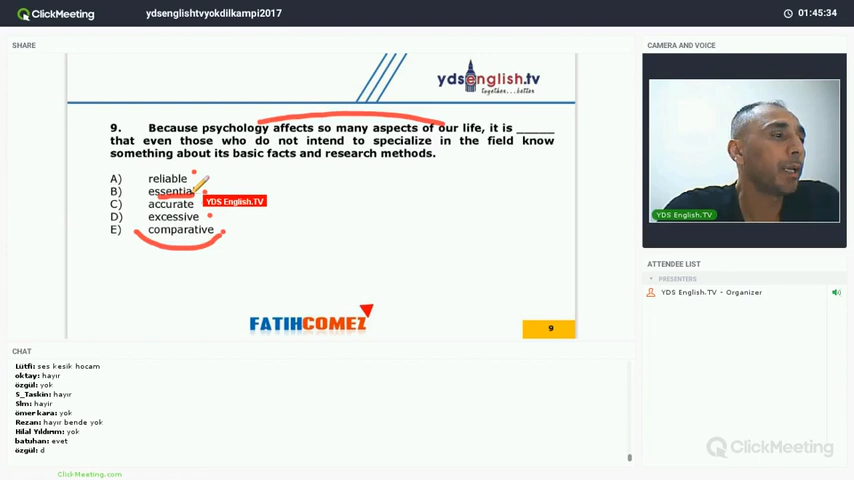 ClickMeeting
ydsenglishtvyokdilkampi2017
01:45:34
SHARE
ydsenglish.tv
together...better
9. Because psychology affects so many aspects of our life, it is _____
that even those who do not intend to specialize in the field know
something about its basic facts and research methods.
A) reliable
B) essentia
C) accurate
D) excessive
E) comparative
YDS English.TV
FATIHCOMEZ
9
CAMERA AND VOICE
YDS English.TV
ATTENDEE LIST
PRESENTERS
YDS English.TV - Organizer
CHAT
Lütfi: ses kesik hocam
oktay: hayır
özgül: yok
S_Taskin: hayır
Slm: hayir
ömer kara: yok
Rezan: hayır bende yok
Hilal Yıldırım: yok
batuhan: evet
özgül: d
ClickMeeting
ClickMeeting.com